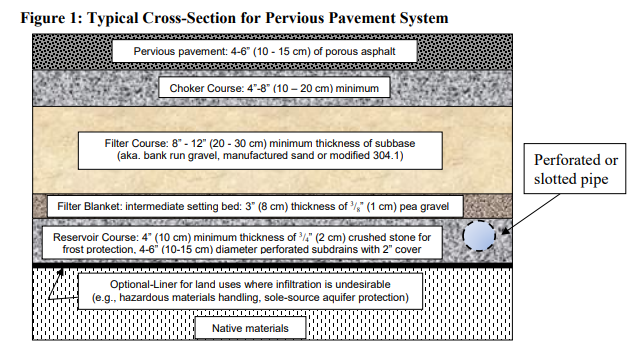 Figure 1: Typical Cross-Section for Pervious Pavement System
Pervious pavement: 4-6” (10 - 15 cm) of porous asphalt
Choker Course: 4”-8” (10 – 20 cm) minimum
Filter Course: 8” - 12” (20 - 30 cm) minimum thickness of subbase
(aka. bank run gravel, manufactured sand or modified 304.1)
Perforated or
slotted pipe
Filter Blanket: intermediate setting bed: 3” (8 cm) thickness of 3/8” (1 cm) pea gravel
Reservoir Course: 4” (10 cm) minimum thickness of 3/4” (2 cm) crushed stone for
frost protection, 4-6” (10-15 cm) diameter perforated subdrains with 2” cover
Optional-Liner for land uses where infiltration is undesirable
(e.g., hazardous materials handling, sole-source aquifer protection)
Native materials